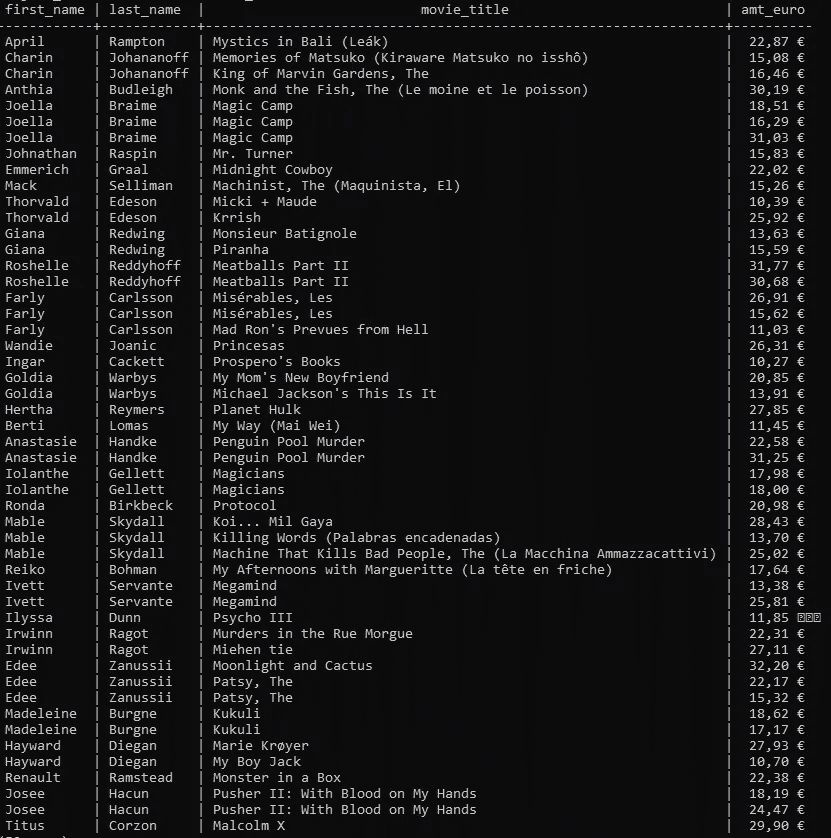 first_name | last_name | movie_title | amt_euro
April | Rampton | Mystics in Bali (Leák) | 22,87 €
Charin | Johananoff | Memories of Matsuko (Kiraware Matsuko no isshô) | 15,08 €
Charin | Johananoff | King of Marvin Gardens, The | 16,46 €
Anthia | Budleigh | Monk and the Fish, The (Le moine et le poisson) | 30,19 €
Joella | Braime | Magic Camp | 18,51 €
Joella | Braime | Magic Camp | 16,29 €
Joella | Braime | Magic Camp | 31,03 €
Johnathan | Raspin | Mr. Turner | 15,83 €
Emmerich | Graal | Midnight Cowboy | 22,02 €
Mack | Selliman | Machinist, The (Maquinista, El) | 15,26 €
Thorvald | Edeson | Micki + Maude | 10,39 €
Thorvald | Edeson | Krrish | 25,92 €
Giana | Redwing | Monsieur Batignole | 13,63 €
Giana | Redwing | Piranha | 15,59 €
Roshelle | Reddyhoff | Meatballs Part II | 31,77 €
Roshelle | Reddyhoff | Meatballs Part II | 30,68 €
Farly | Carlsson | Misérables, Les | 26,91 €
Farly | Carlsson | Misérables, Les | 15,62 €
Farly | Carlsson | Mad Ron's Prevues from Hell | 11,03 €
Wandie | Joanic | Princesas | 26,31 €
Ingar | Cackett | Prospero's Books | 10,27 €
Goldia | Warbys | My Mom's New Boyfriend | 20,85 €
Goldia | Warbys | Michael Jackson's This Is It | 13,91 €
Hertha | Reymers | Planet Hulk | 27,85 €
Berti | Lomas | My Way (Mai Wei) | 11,45 €
Anastasie | Handke | Penguin Pool Murder | 22,58 €
Anastasie | Handke | Penguin Pool Murder | 31,25 €
Iolanthe | Gellett | Magicians | 17,98 €
Iolanthe | Gellett | Magicians | 18,00 €
Ronda | Birkbeck | Protocol | 20,98 €
Mable | Skydall | Koi... Mil Gaya | 28,43 €
Mable | Skydall | Killing Words (Palabras encadenadas) | 13,70 €
Mable | Skydall | Machine That Kills Bad People, The (La Macchina Ammazzacattivi) | 25,02 €
Reiko | Bohman | My Afternoons with Margueritte (La tête en friche) | 17,64 €
Ivett | Servante | Megamind | 13,38 €
Ivett | Servante | Megamind | 25,81 €
Ilyssa | Dunn | Psycho III | 11,85
Irwinn | Ragot | Murders in the Rue Morgue | 22,31 €
Irwinn | Ragot | Miehen tie | 27,11 €
Edee | Zanussii | Moonlight and Cactus | 32,20 €
Edee | Zanussii | Patsy, The | 22,17 €
Edee | Zanussii | Patsy, The | 15,32 €
Madeleine | Burgne | Kukuli | 18,62 €
Madeleine | Burgne | Kukuli | 17,17 €
Hayward | Diegan | Marie Krøyer | 27,93 €
Hayward | Diegan | My Boy Jack | 10,70 €
Renault | Ramstead | Monster in a Box | 22,38 €
Josee | Hacun | Pusher II: With Blood on My Hands | 18,19 €
Josee | Hacun | Pusher II: With Blood on My Hands | 24,47 €
Titus | Corzon | Malcolm X | 29,90 €